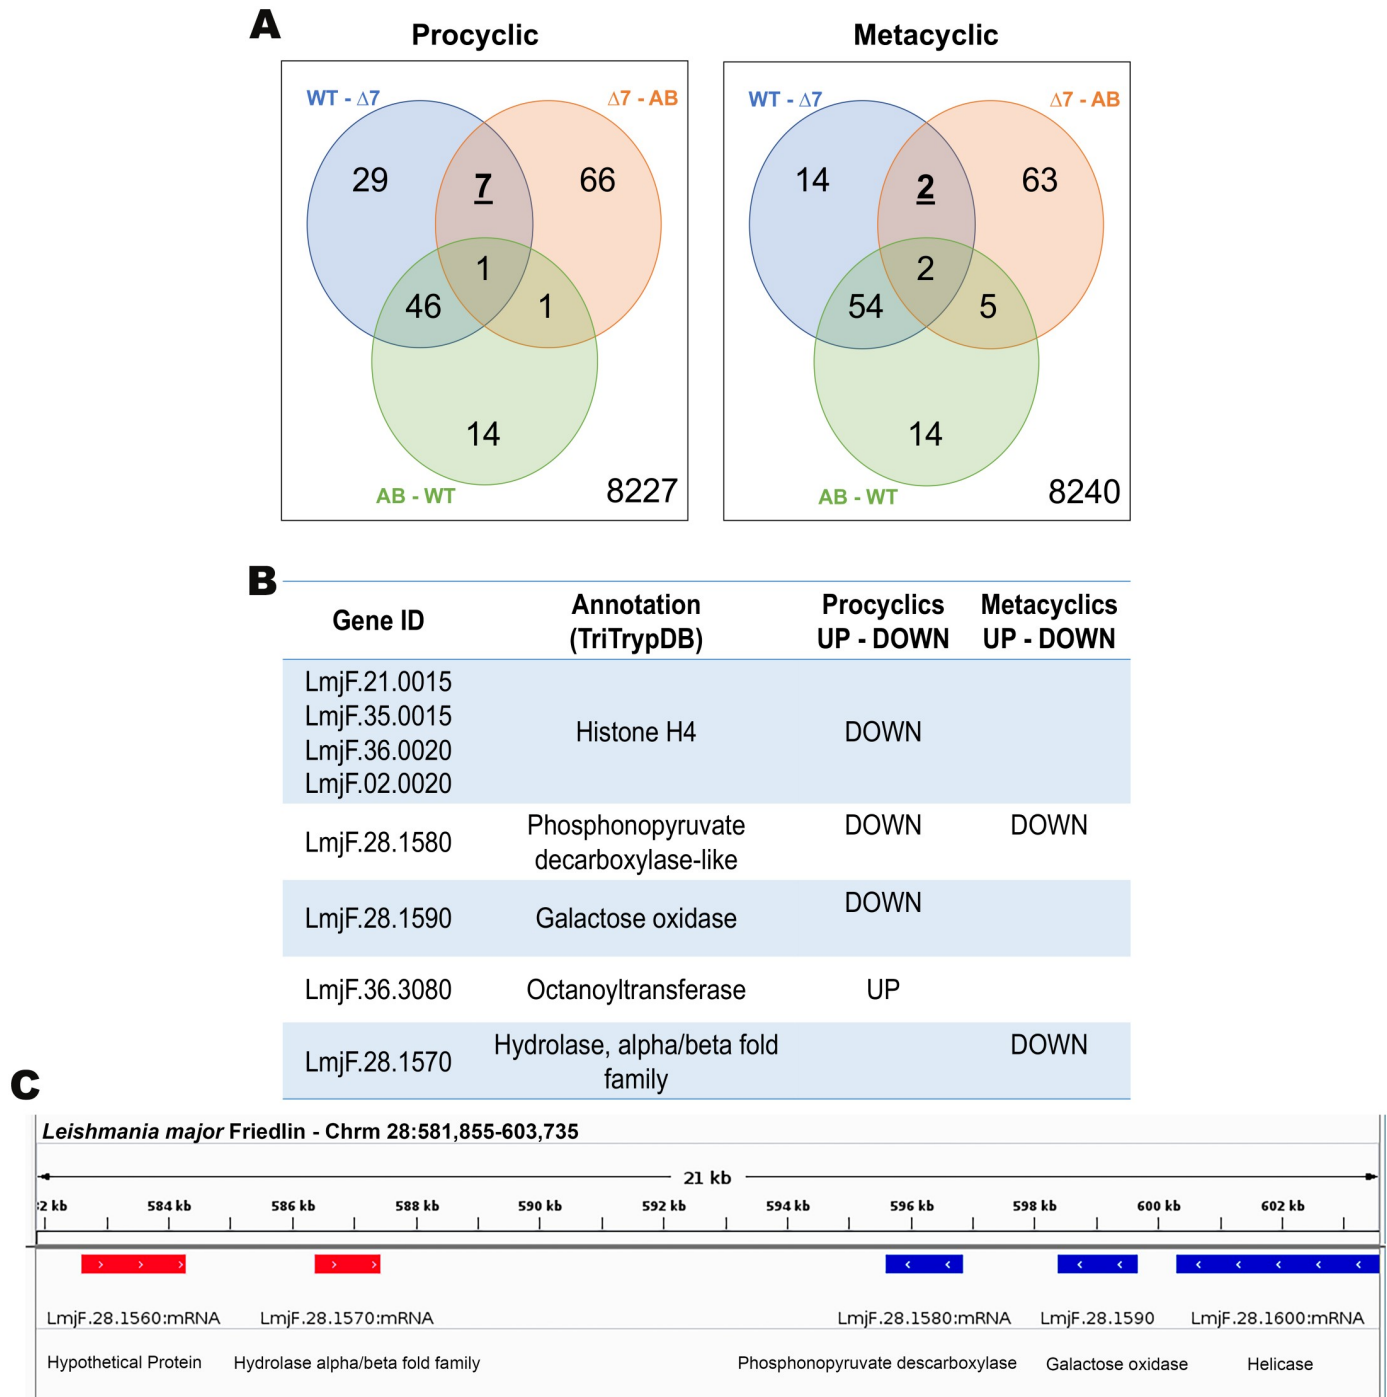 A
Procyclic
Metacyclic
WT - Δ7
Δ7 - AB
29
7
66
1
46
1
14
AB - WT
8227
WT - Δ7
Δ7 - AB
14
2
63
2
54
5
14
AB - WT
8240
B
Gene ID
Annotation
(TriTrypDB)
Procyclics
UP - DOWN
Metacyclics
UP - DOWN
LmjF.21.0015
LmjF.35.0015
LmjF.36.0020
LmjF.02.0020
Histone H4
DOWN
LmjF.28.1580
Phosphonopyruvate
decarboxylase-like
DOWN
DOWN
LmjF.28.1590
Galactose oxidase
DOWN
LmjF.36.3080
Octanoyltransferase
UP
LmjF.28.1570
Hydrolase, alpha/beta fold
family
DOWN
C
Leishmania major Friedlin - Chrm 28:581,855-603,735
21 kb
2 kb 584 kb 586 kb 588 kb 590 kb 592 kb 594 kb 596 kb 598 kb 600 kb 602 kb
LmjF.28.1560:mRNA LmjF.28.1570:mRNA LmjF.28.1580:mRNA LmjF.28.1590 LmjF.28.1600:mRNA
Hypothetical Protein Hydrolase alpha/beta fold family Phosphonopyruvate descarboxylase Galactose oxidase Helicase